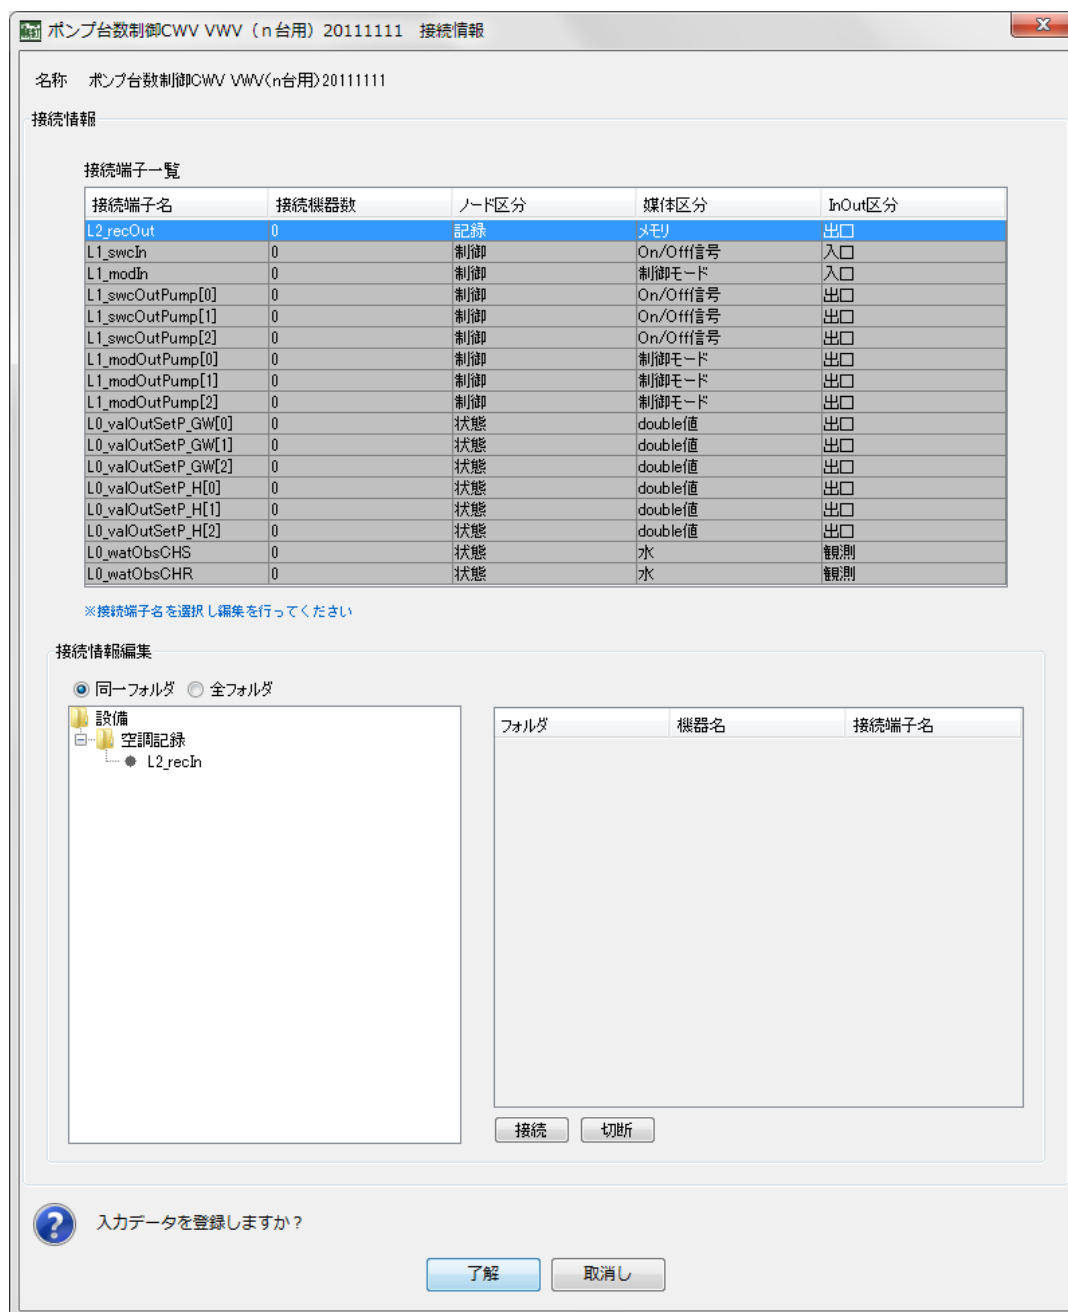 ポンプ台数制御CWV VWV（ｎ台用）20111111　接続情報
名称　ポンプ台数制御CWV VWV(n台用)20111111
接続情報
接続端子一覧
接続端子名　接続機器数　ノード区分　媒体区分　InOut区分
L2_recOut　0　記録　メモリ　出口
L1_swcIn　0　制御　On/Off信号　入口
L1_modIn　0　制御　制御モード　入口
L1_swcOutPump[0]　0　制御　On/Off信号　出口
L1_swcOutPump[1]　0　制御　On/Off信号　出口
L1_swcOutPump[2]　0　制御　On/Off信号　出口
L1_modOutPump[0]　0　制御　制御モード　出口
L1_modOutPump[1]　0　制御　制御モード　出口
L1_modOutPump[2]　0　制御　制御モード　出口
L0_valOutSetP_GW[0]　0　状態　double値　出口
L0_valOutSetP_GW[1]　0　状態　double値　出口
L0_valOutSetP_GW[2]　0　状態　double値　出口
L0_valOutSetP_H[0]　0　状態　double値　出口
L0_valOutSetP_H[1]　0　状態　double値　出口
L0_valOutSetP_H[2]　0　状態　double値　出口
L0_watObsCHS　0　状態　水　観測
L0_watObsCHR　0　状態　水　観測
※接続端子名を選択し編集を行ってください
接続情報編集
同一フォルダ　全フォルダ
設備
空調記録
L2_recIn
フォルダ　機器名　接続端子名
接続　切断
入力データを登録しますか？
了解　取消し